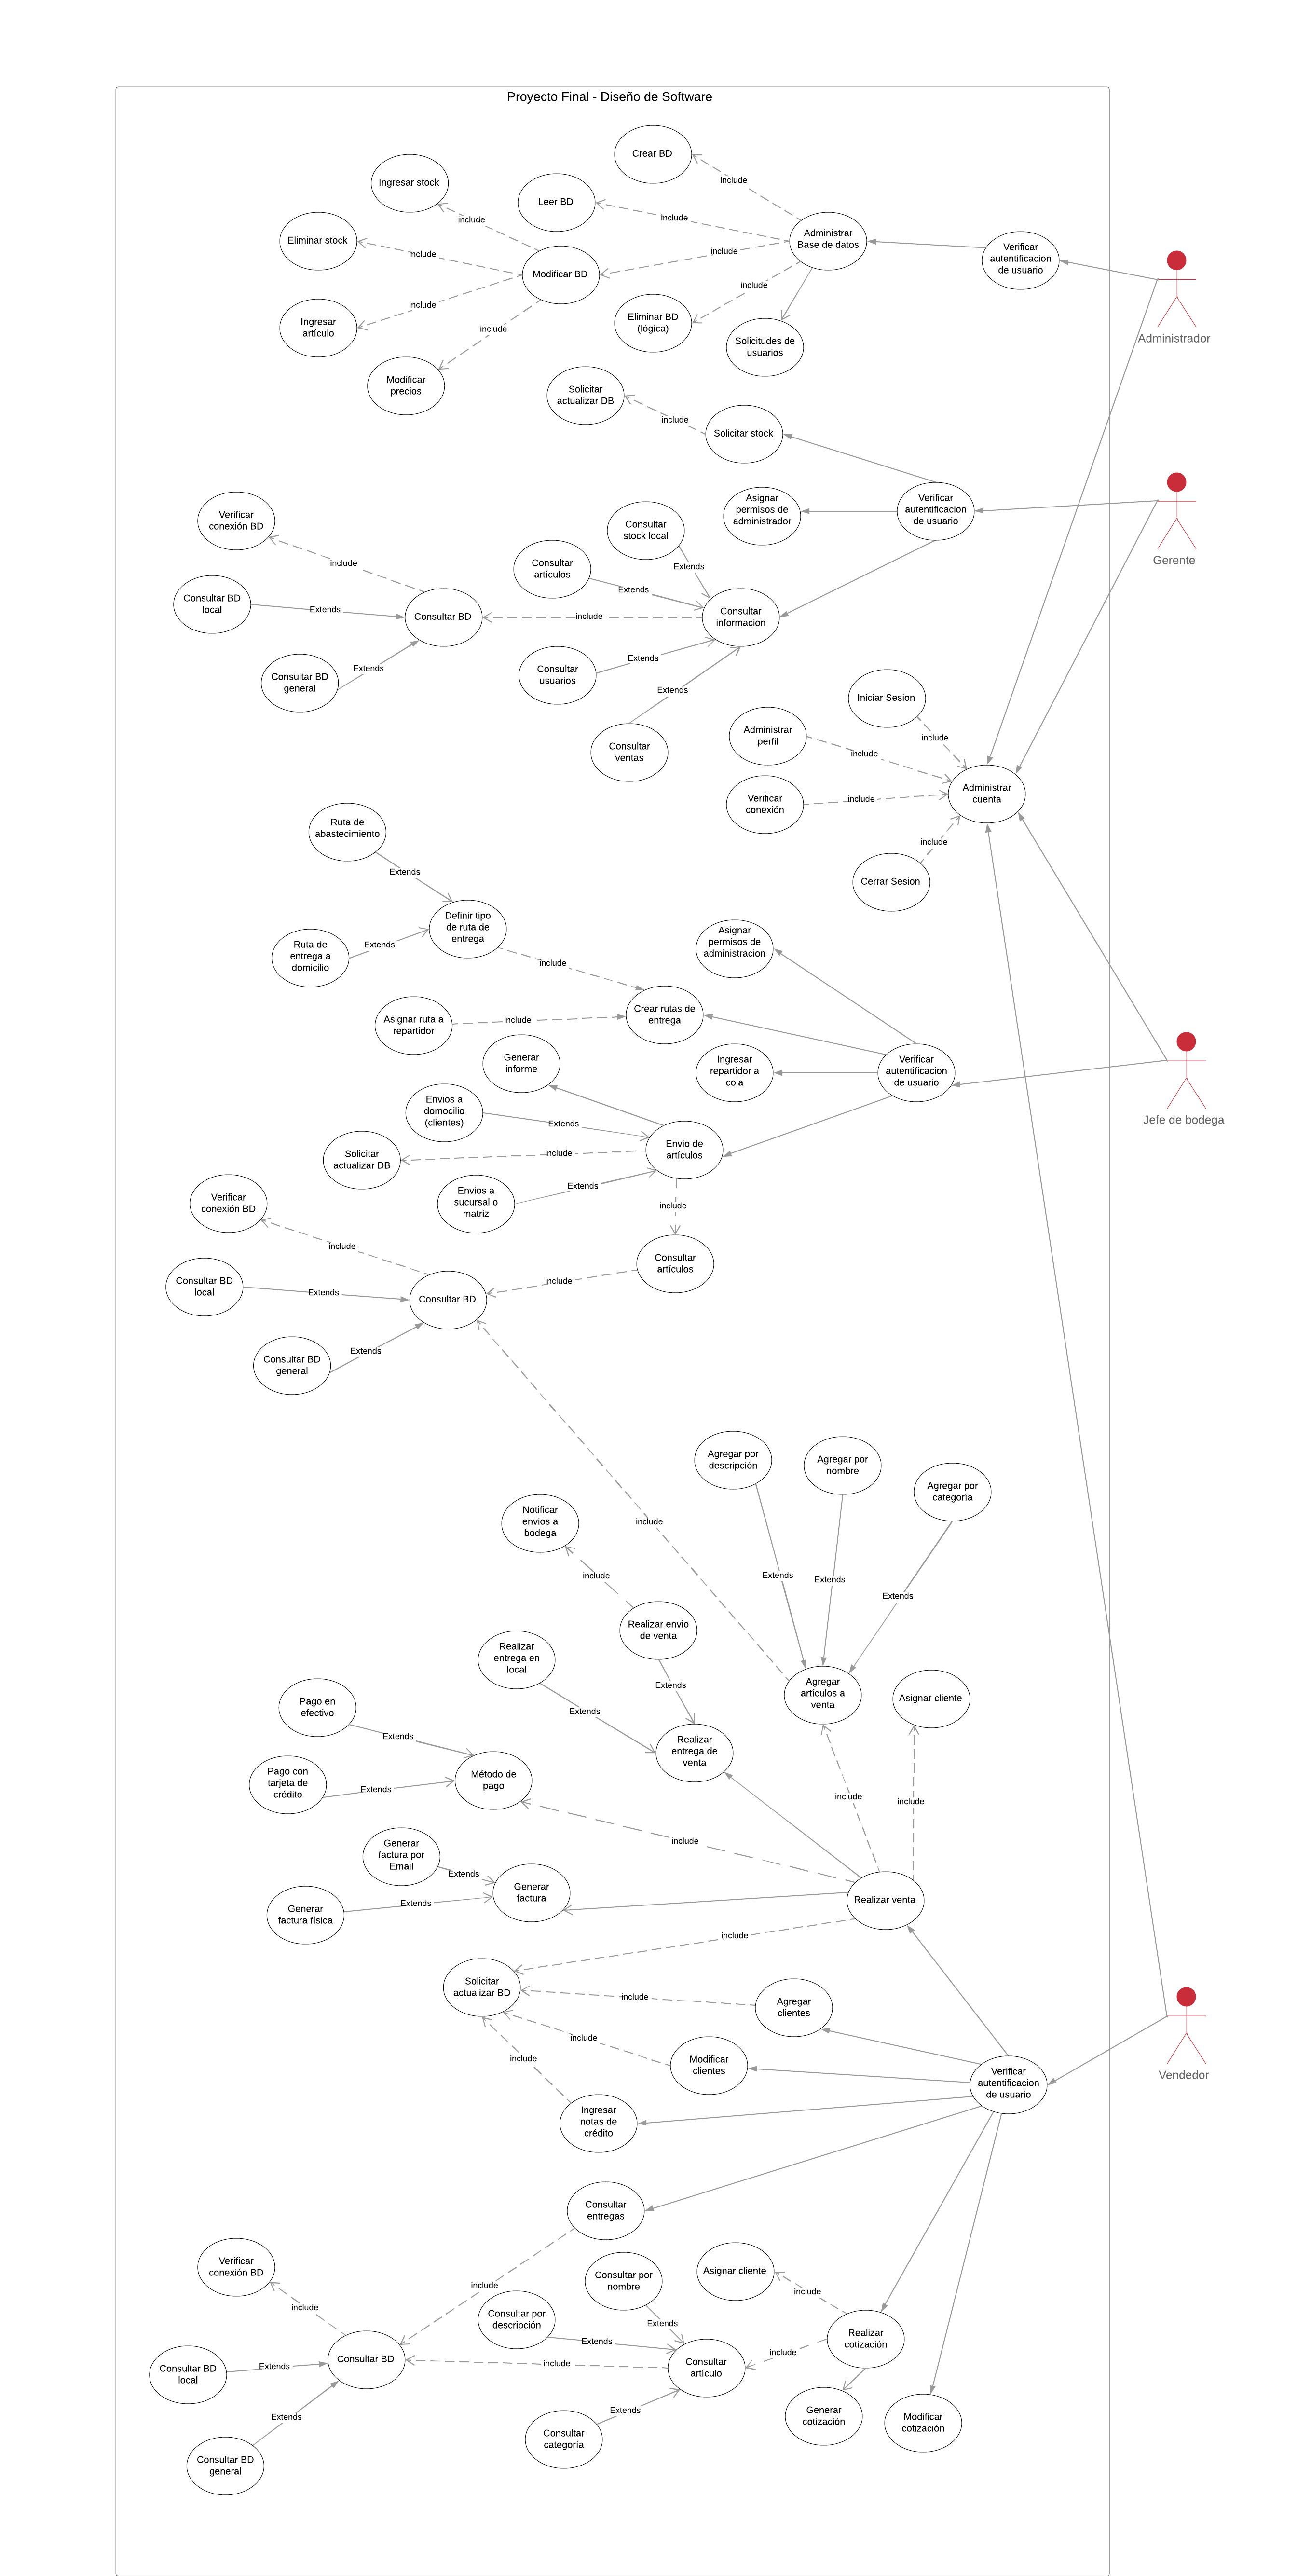 Proyecto Final - Diseño de Software
Crear BD
include
Ingresar stock
Leer BD
include
Include
Eliminar stock
Administrar
Base de datos
Verificar
autentificacion
de usuario
include
Include
Modificar BD
include
include
Ingresar
artículo
Eliminar BD
(lógica)
include
Solicitudes de
usuarios
Administrador
Modificar
precios
Solicitar
actualizar DB
include
Solicitar stock
Verificar
conexión BD
Asignar
permisos de
administrador
Verificar
autentificacion
de usuario
Consultar
stock local
Gerente
include
Consultar
artículos
Extends
Extends
Consultar BD
local
Extends
Consultar BD
include
Consultar
informacion
Extends
Consultar BD
general
Consultar
usuarios
Extends
Extends
Iniciar Sesion
Consultar
ventas
Administrar
perfil
include
include
Verificar
conexión
include
Administrar
cuenta
Ruta de
abastecimiento
include
Extends
Cerrar Sesion
Definir tipo
de ruta de
entrega
Ruta de
entrega a
domicilio
Extends
Asignar
permisos de
administracion
include
Asignar ruta a
repartidor
include
Crear rutas de
entrega
Generar
informe
Ingresar
repartidor a
cola
Verificar
autentificacion
de usuario
Jefe de bodega
Envios a
domocilio
(clientes)
Extends
Solicitar
actualizar DB
include
Envio de
artículos
Envios a
sucursal o
matriz
Extends
include
Verificar
conexión BD
include
Consultar
artículos
include
Consultar BD
local
Extends
Consultar BD
Consultar BD
general
Extends
Agregar por
descripción
Agregar por
nombre
Agregar por
categoría
Notificar
envios a
bodega
include
include
Extends
Extends
Extends
Realizar envio
de venta
Realizar
entrega en
local
Extends
Extends
Agregar
artículos a
venta
Asignar cliente
Pago en
efectivo
Extends
Realizar
entrega de
venta
Pago con
tarjeta de
crédito
Extends
Método de
pago
include
include
include
Generar
factura por
Email
Extends
Generar
factura física
Extends
Generar
factura
Realizar venta
include
Solicitar
actualizar BD
include
Agregar
clientes
include
Modificar
clientes
include
Ingresar
notas de
crédito
Verificar
autentificacion
de usuario
Vendedor
Consultar
entregas
Verificar
conexión BD
include
include
Consultar por
nombre
Asignar cliente
include
Consultar por
descripción
Extends
Extends
Realizar
cotización
include
Consultar BD
local
Extends
Consultar BD
include
Consultar
artículo
Extends
Consultar BD
general
Extends
Consultar
categoría
Generar
cotización
Modificar
cotización